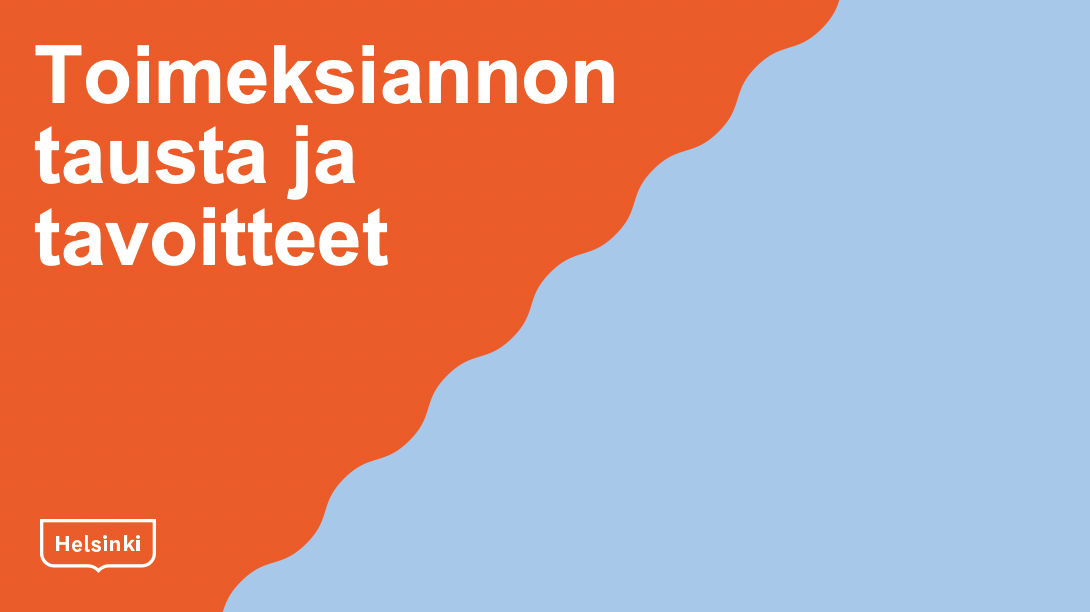 Toimeksiannon
tausta ja
tavoitteet
Helsinki